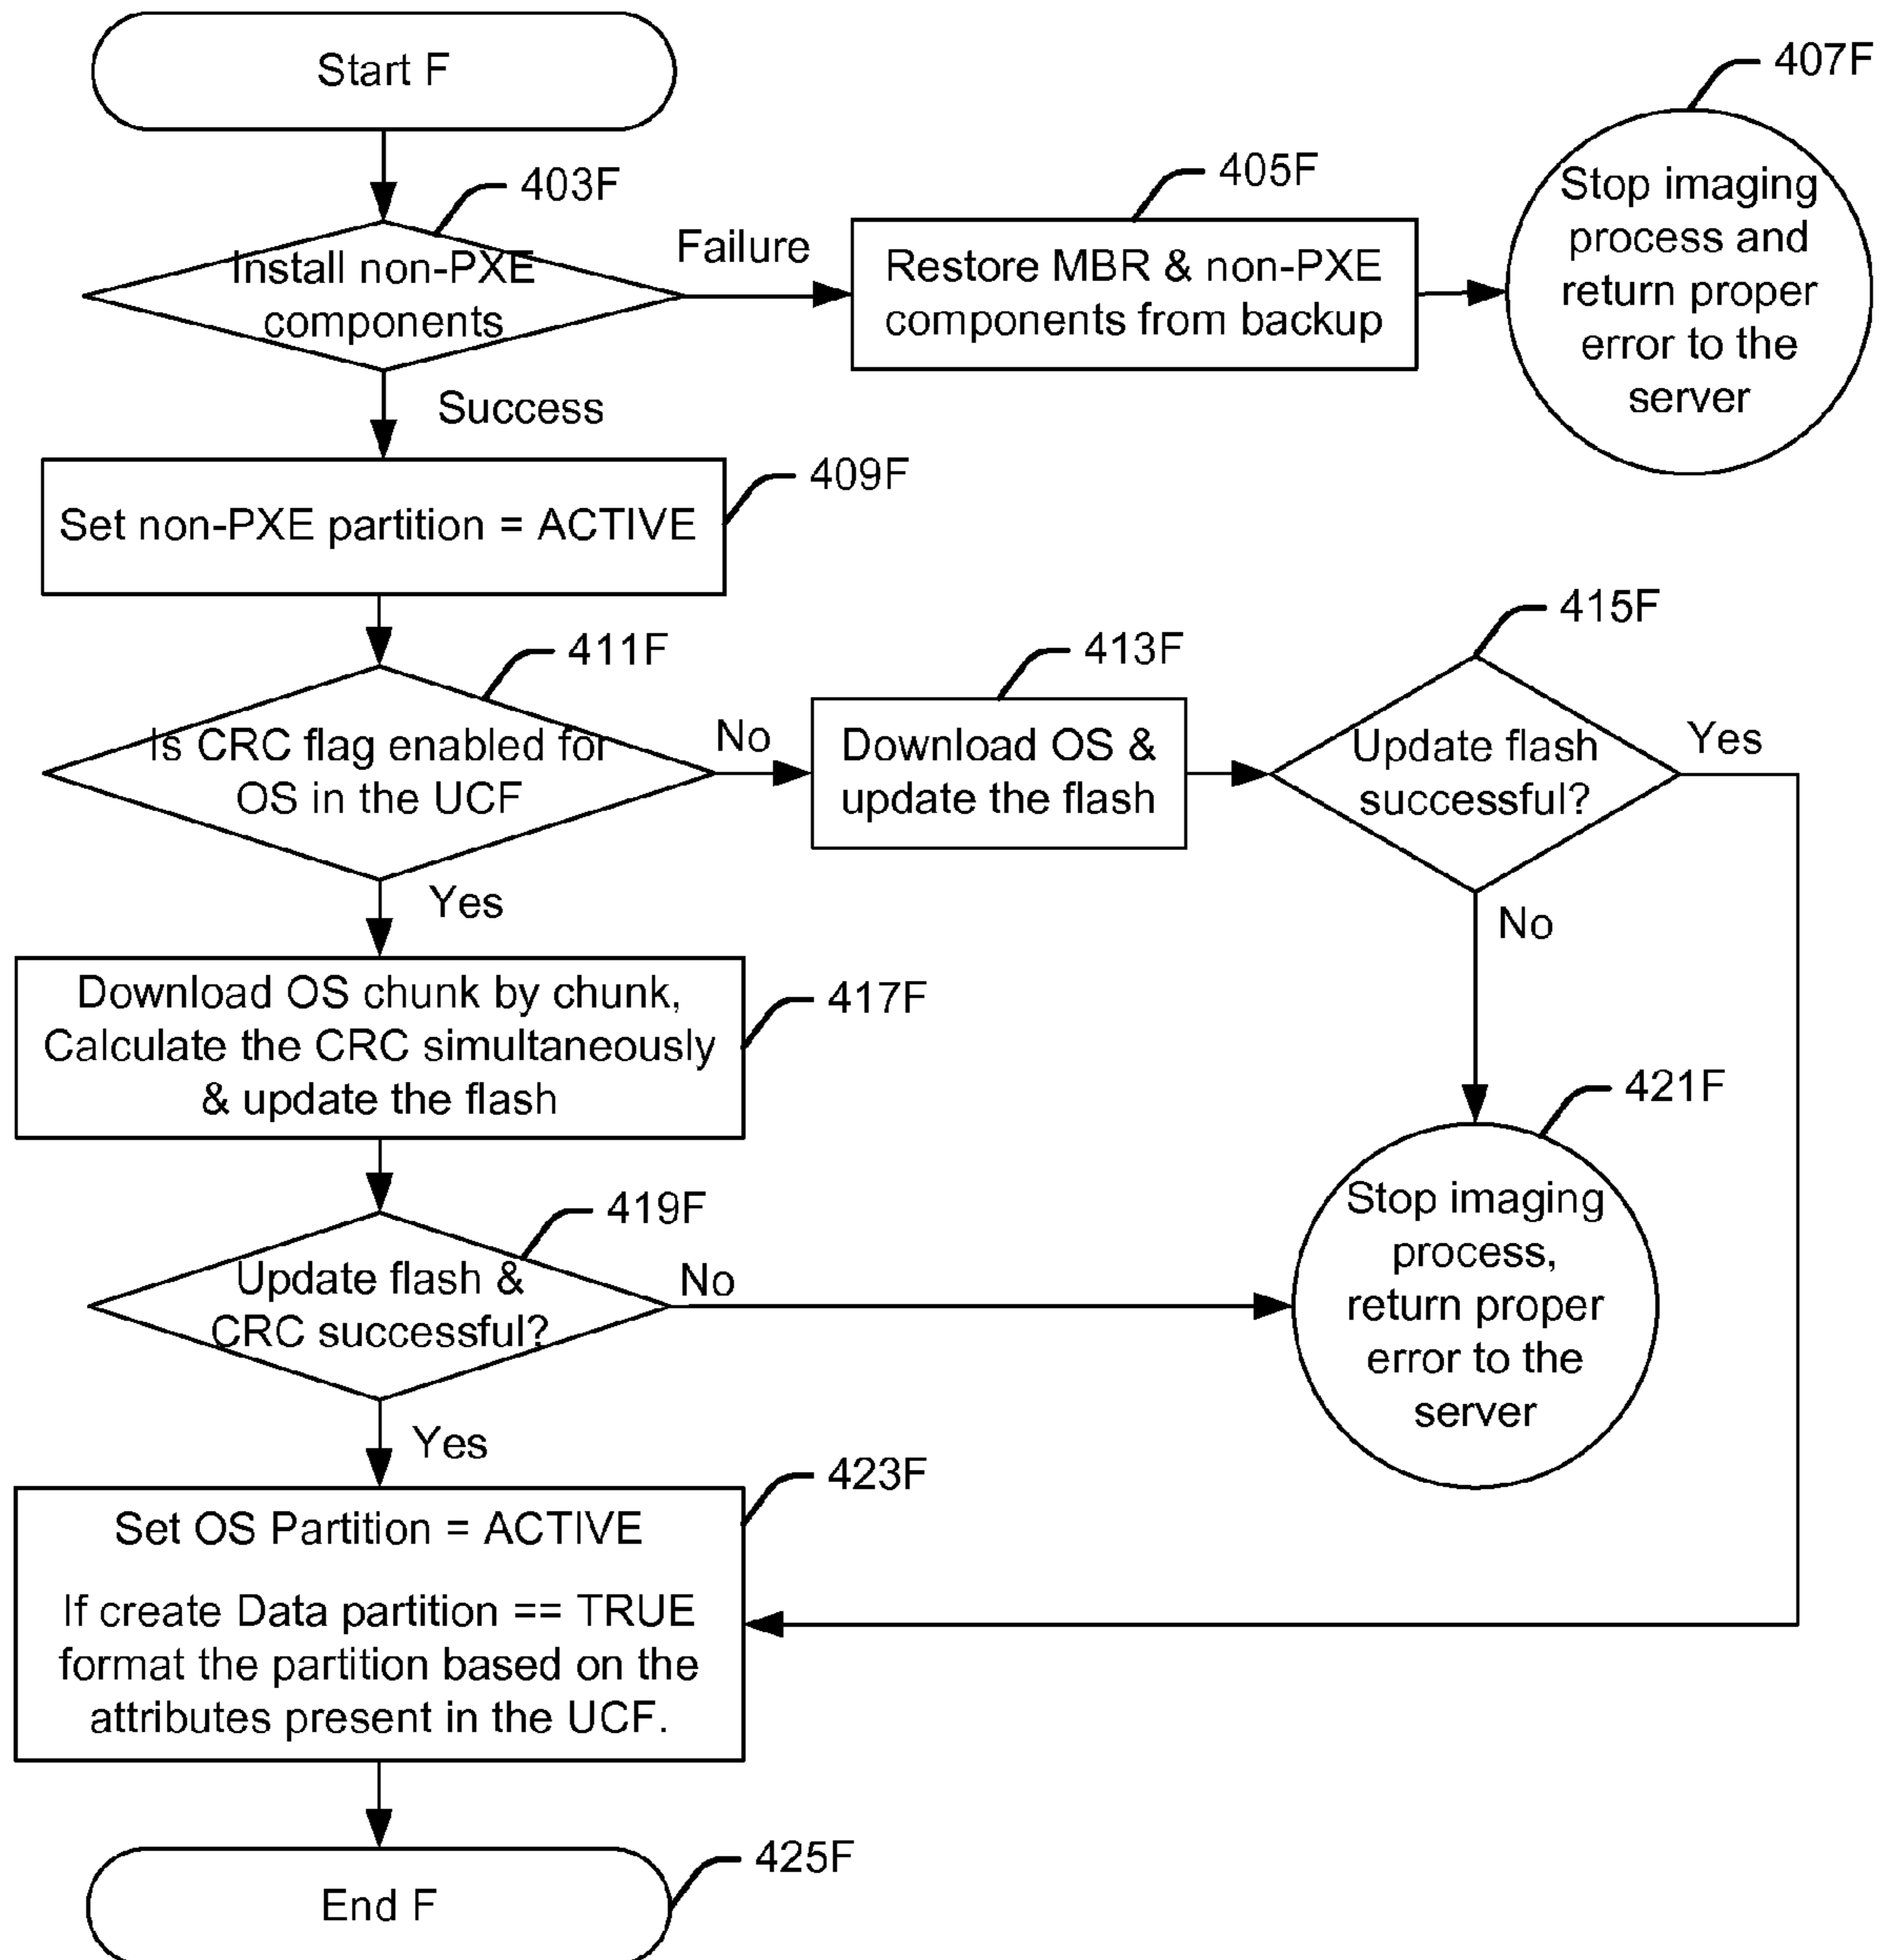 Start F
407F
403F
405F
Stop imaging
process and
return proper
error to the
server
Install non-PXE
components
Failure
Restore MBR & non-PXE
components from backup
Success
409F
Set non-PXE partition = ACTIVE
411F
413F
415F
Is CRC flag enabled for
OS in the UCF
No
Download OS &
update the flash
Update flash
successful?
Yes
Yes
No
Download OS chunk by chunk,
Calculate the CRC simultaneously
& update the flash
417F
421F
419F
Update flash &
CRC successful?
No
Stop imaging
process,
return proper
error to the
server
Yes
423F
Set OS Partition = ACTIVE
If create Data partition == TRUE
format the partition based on the
attributes present in the UCF.
425F
End F